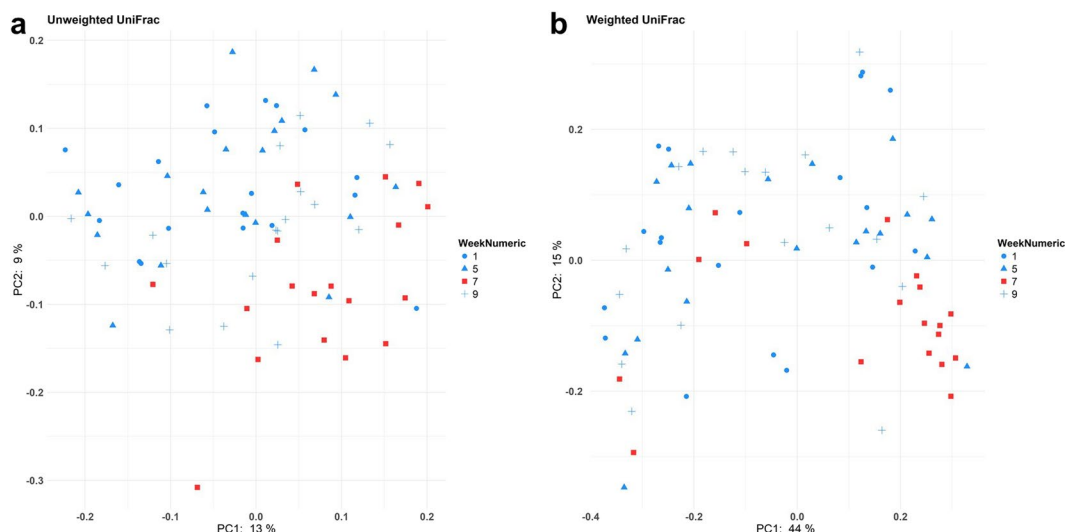 a
Unweighted UniFrac
0.2
0.1
0.0
-0.1
-0.2
-0.3
PC2: 9 %
-0.2
-0.1
0.0
0.1
0.2
PC1: 13 %
WeekNumeric
1
5
7
9
b
Weighted UniFrac
0.2
0.0
-0.2
PC2: 15 %
-0.4
-0.2
0.0
0.2
PC1: 44 %
WeekNumeric
1
5
7
9